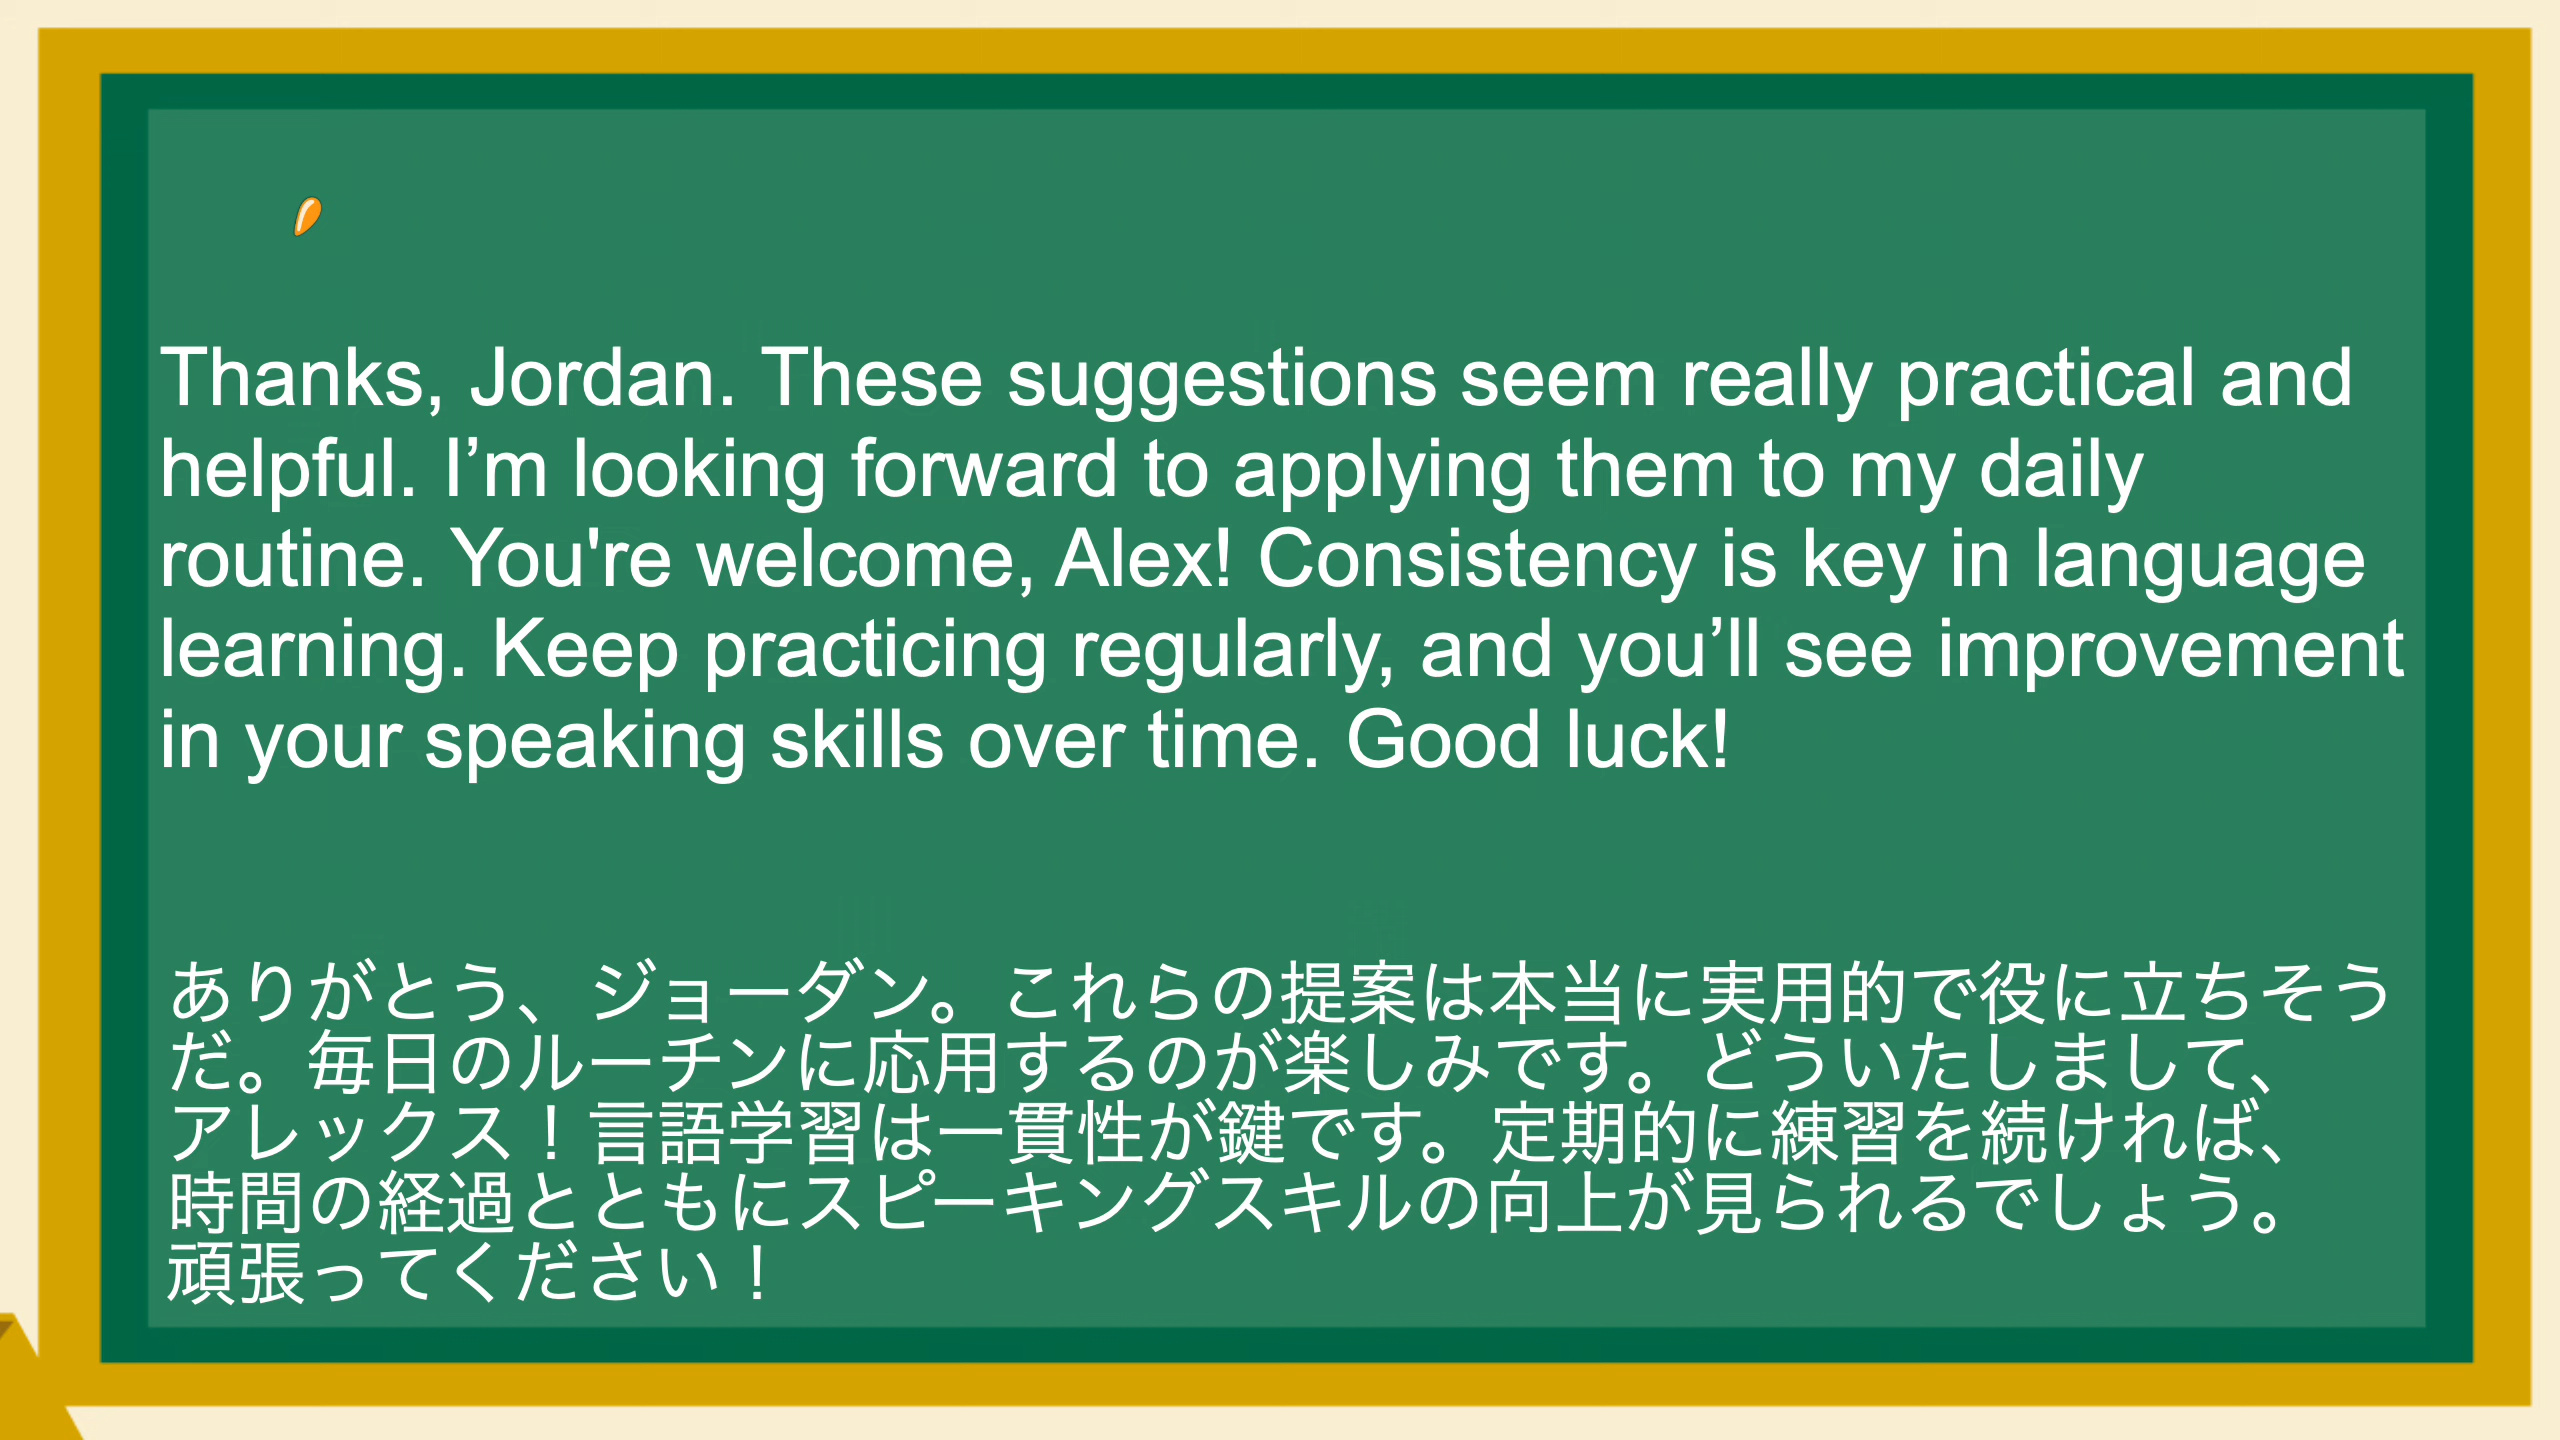 Thanks, Jordan. These suggestions seem really practical and
helpful. I’m looking forward to applying them to my daily
routine. You're welcome, Alex! Consistency is key in language
learning. Keep practicing regularly, and you’ll see improvement
in your speaking skills over time. Good luck!
ありがとう、ジョーダン。これらの提案は本当に実用的で役に立ちそう
だ。毎日のルーチンに応用するのが楽しみです。どういたしまして、
アレックス！言語学習は一貫性が鍵です。定期的に練習を続ければ、
時間の経過とともにスピーキングスキルの向上が見られるでしょう。
頑張ってください！